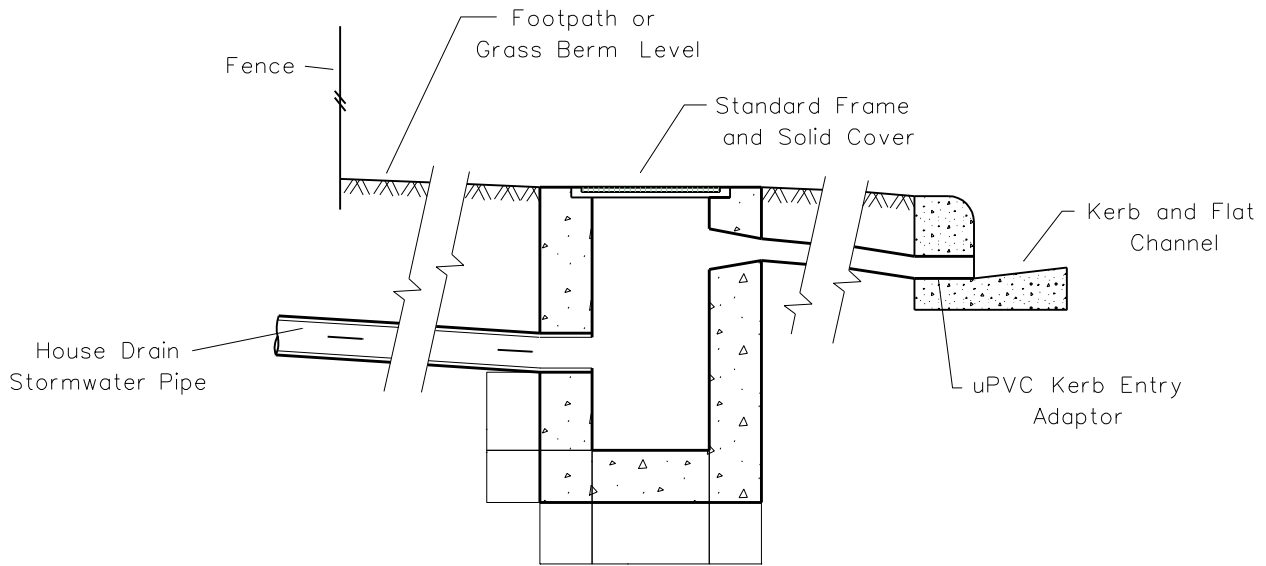 Footpath or
Grass Berm Level
Fence
Standard Frame
and Solid Cover
Kerb and Flat
Channel
House Drain
Stormwater Pipe
uPVC Kerb Entry
Adaptor